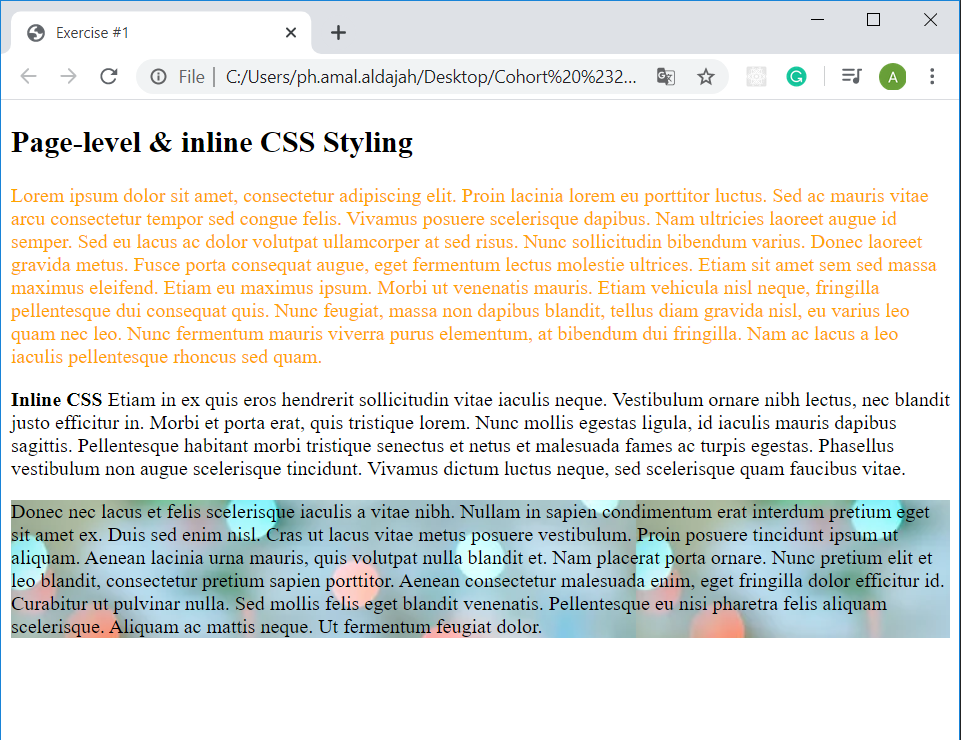 Exercise #1
File | C:/Users/ph.amal.aldajah/Desktop/Cohort%20%232...
A
Page-level & inline CSS Styling
Lorem ipsum dolor sit amet, consectetur adipiscing elit. Proin lacinia lorem eu porttitor luctus. Sed ac mauris vitae
arcu consectetur tempor sed congue felis. Vivamus posuere scelerisque dapibus. Nam ultricies laoreet augue id
semper. Sed eu lacus ac dolor volutpat ullamcorper at sed risus. Nunc sollicitudin bibendum varius. Donec laoreet
gravida metus. Fusce porta consequat augue, eget fermentum lectus molestie ultrices. Etiam sit amet sem sed massa
maximus eleifend. Etiam eu maximus ipsum. Morbi ut venenatis mauris. Etiam vehicula nisl neque, fringilla
pellentesque dui consequat quis. Nunc feugiat, massa non dapibus blandit, tellus diam gravida nisl, eu varius leo
quam nec leo. Nunc fermentum mauris viverra purus elementum, at bibendum dui fringilla. Nam ac lacus a leo
iaculis pellentesque rhoncus sed quam.
Inline CSS Etiam in ex quis eros hendrerit sollicitudin vitae iaculis neque. Vestibulum ornare nibh lectus, nec blandit
justo efficitur in. Morbi et porta erat, quis tristique lorem. Nunc mollis egestas ligula, id iaculis mauris dapibus
sagittis. Pellentesque habitant morbi tristique senectus et netus et malesuada fames ac turpis egestas. Phasellus
vestibulum non augue scelerisque tincidunt. Vivamus dictum luctus neque, sed scelerisque quam faucibus vitae.
Donec nec lacus et felis scelerisque iaculis a vitae nibh. Nullam in sapien condimentum erat interdum pretium eget
sit amet ex. Duis sed enim nisl. Cras ut lacus vitae metus posuere vestibulum. Proin posuere tincidunt ipsum ut
aliquam. Aenean lacinia urna mauris, quis volutpat nulla blandit et. Nam placerat porta ornare. Nunc pretium elit et
leo blandit, consectetur pretium sapien porttitor. Aenean consectetur malesuada enim, eget fringilla dolor efficitur id.
Curabitur ut pulvinar nulla. Sed mollis felis eget blandit venenatis. Pellentesque eu nisi pharetra felis aliquam
scelerisque. Aliquam ac mattis neque. Ut fermentum feugiat dolor.